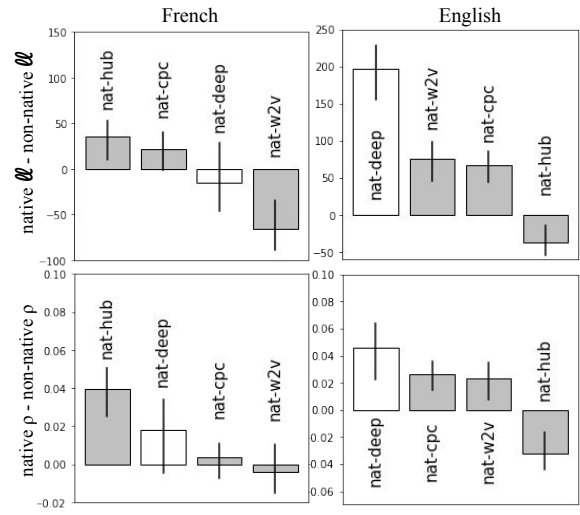 French
English
native ℓℓ - non-native ℓℓ
150
100
50
0
−50
−100
nat-hub
nat-cpc
nat-deep
nat-w2v
250
200
150
100
50
0
−50
nat-deep
nat-w2v
nat-cpc
nat-hub
native ρ - non-native ρ
0.10
0.08
0.06
0.04
0.02
0.00
−0.02
nat-hub
nat-deep
nat-cpc
nat-w2v
0.10
0.08
0.06
0.04
0.02
0.00
0.02
0.04
0.06
nat-deep
nat-cpc
nat-w2v
nat-hub